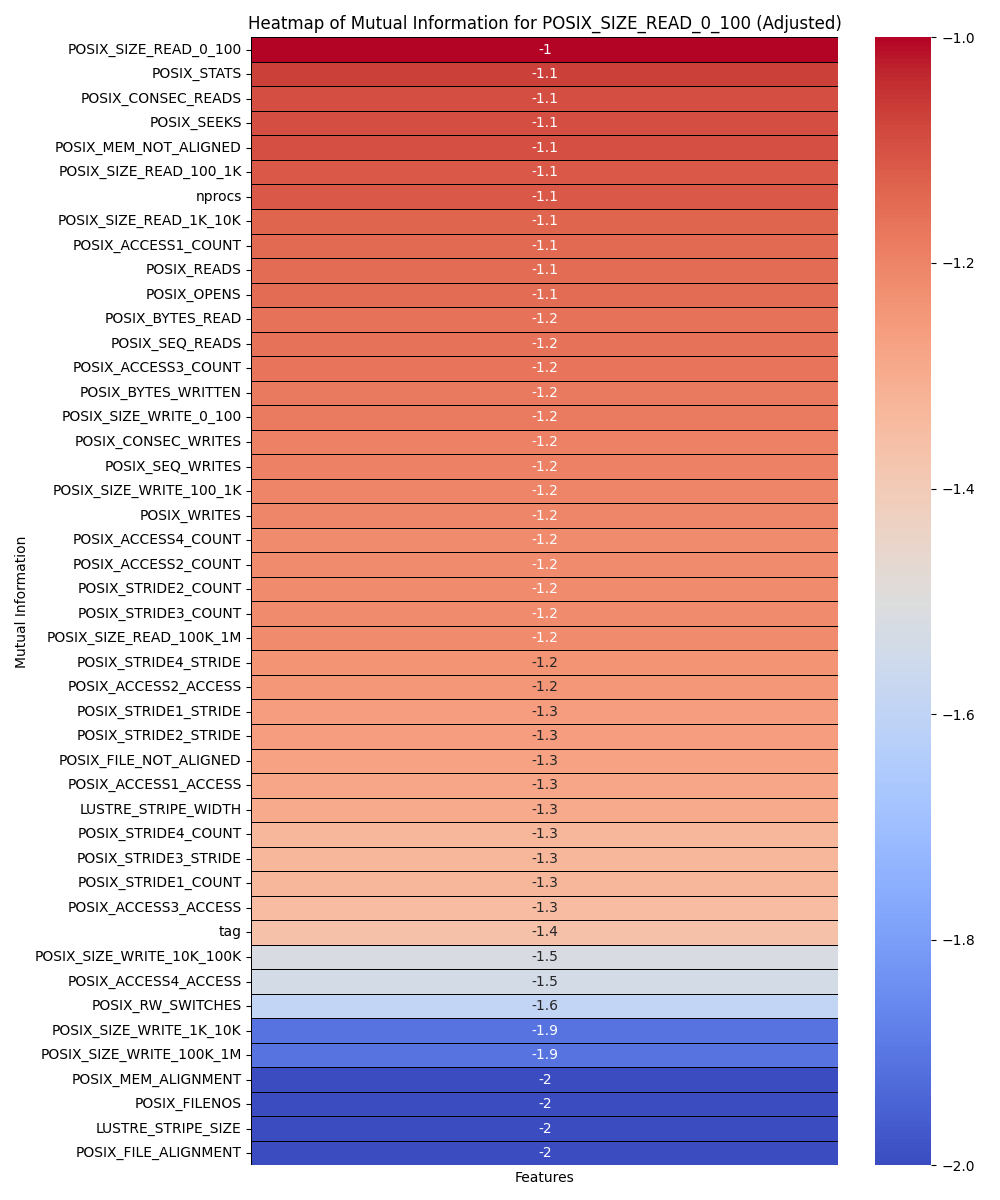 Heatmap of Mutual Information for POSIX_SIZE_READ_0_100 (Adjusted)
POSIX_SIZE_READ_0_100 -1
POSIX_STATS -1.1
POSIX_CONSEC_READS -1.1
POSIX_SEEKS -1.1
POSIX_MEM_NOT_ALIGNED -1.1
POSIX_SIZE_READ_100_1K -1.1
nprocs -1.1
POSIX_SIZE_READ_1K_10K -1.1
POSIX_ACCESS1_COUNT -1.1
POSIX_READS -1.1
POSIX_OPENS -1.1
POSIX_BYTES_READ -1.2
POSIX_SEQ_READS -1.2
POSIX_ACCESS3_COUNT -1.2
POSIX_BYTES_WRITTEN -1.2
POSIX_SIZE_WRITE_0_100 -1.2
POSIX_CONSEC_WRITES -1.2
POSIX_SEQ_WRITES -1.2
POSIX_SIZE_WRITE_100_1K -1.2
POSIX_WRITES -1.2
POSIX_ACCESS4_COUNT -1.2
POSIX_ACCESS2_COUNT -1.2
POSIX_STRIDE2_COUNT -1.2
POSIX_STRIDE3_COUNT -1.2
POSIX_SIZE_READ_100K_1M -1.2
POSIX_STRIDE4_STRIDE -1.2
POSIX_ACCESS2_ACCESS -1.2
POSIX_STRIDE1_STRIDE -1.3
POSIX_STRIDE2_STRIDE -1.3
POSIX_FILE_NOT_ALIGNED -1.3
POSIX_ACCESS1_ACCESS -1.3
LUSTRE_STRIPE_WIDTH -1.3
POSIX_STRIDE4_COUNT -1.3
POSIX_STRIDE3_STRIDE -1.3
POSIX_STRIDE1_COUNT -1.3
POSIX_ACCESS3_ACCESS -1.3
tag -1.4
POSIX_SIZE_WRITE_10K_100K -1.5
POSIX_ACCESS4_ACCESS -1.5
POSIX_RW_SWITCHES -1.6
POSIX_SIZE_WRITE_1K_10K -1.9
POSIX_SIZE_WRITE_100K_1M -1.9
POSIX_MEM_ALIGNMENT -2
POSIX_FILENOS -2
LUSTRE_STRIPE_SIZE -2
POSIX_FILE_ALIGNMENT -2
Mutual Information
Features
−1.0
−1.2
−1.4
−1.6
−1.8
−2.0